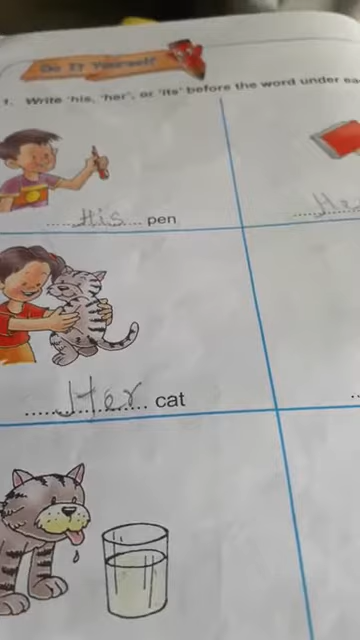 Do It Yourself
1. Write 'his, 'her', or 'its' before the word under
His pen
Her cat